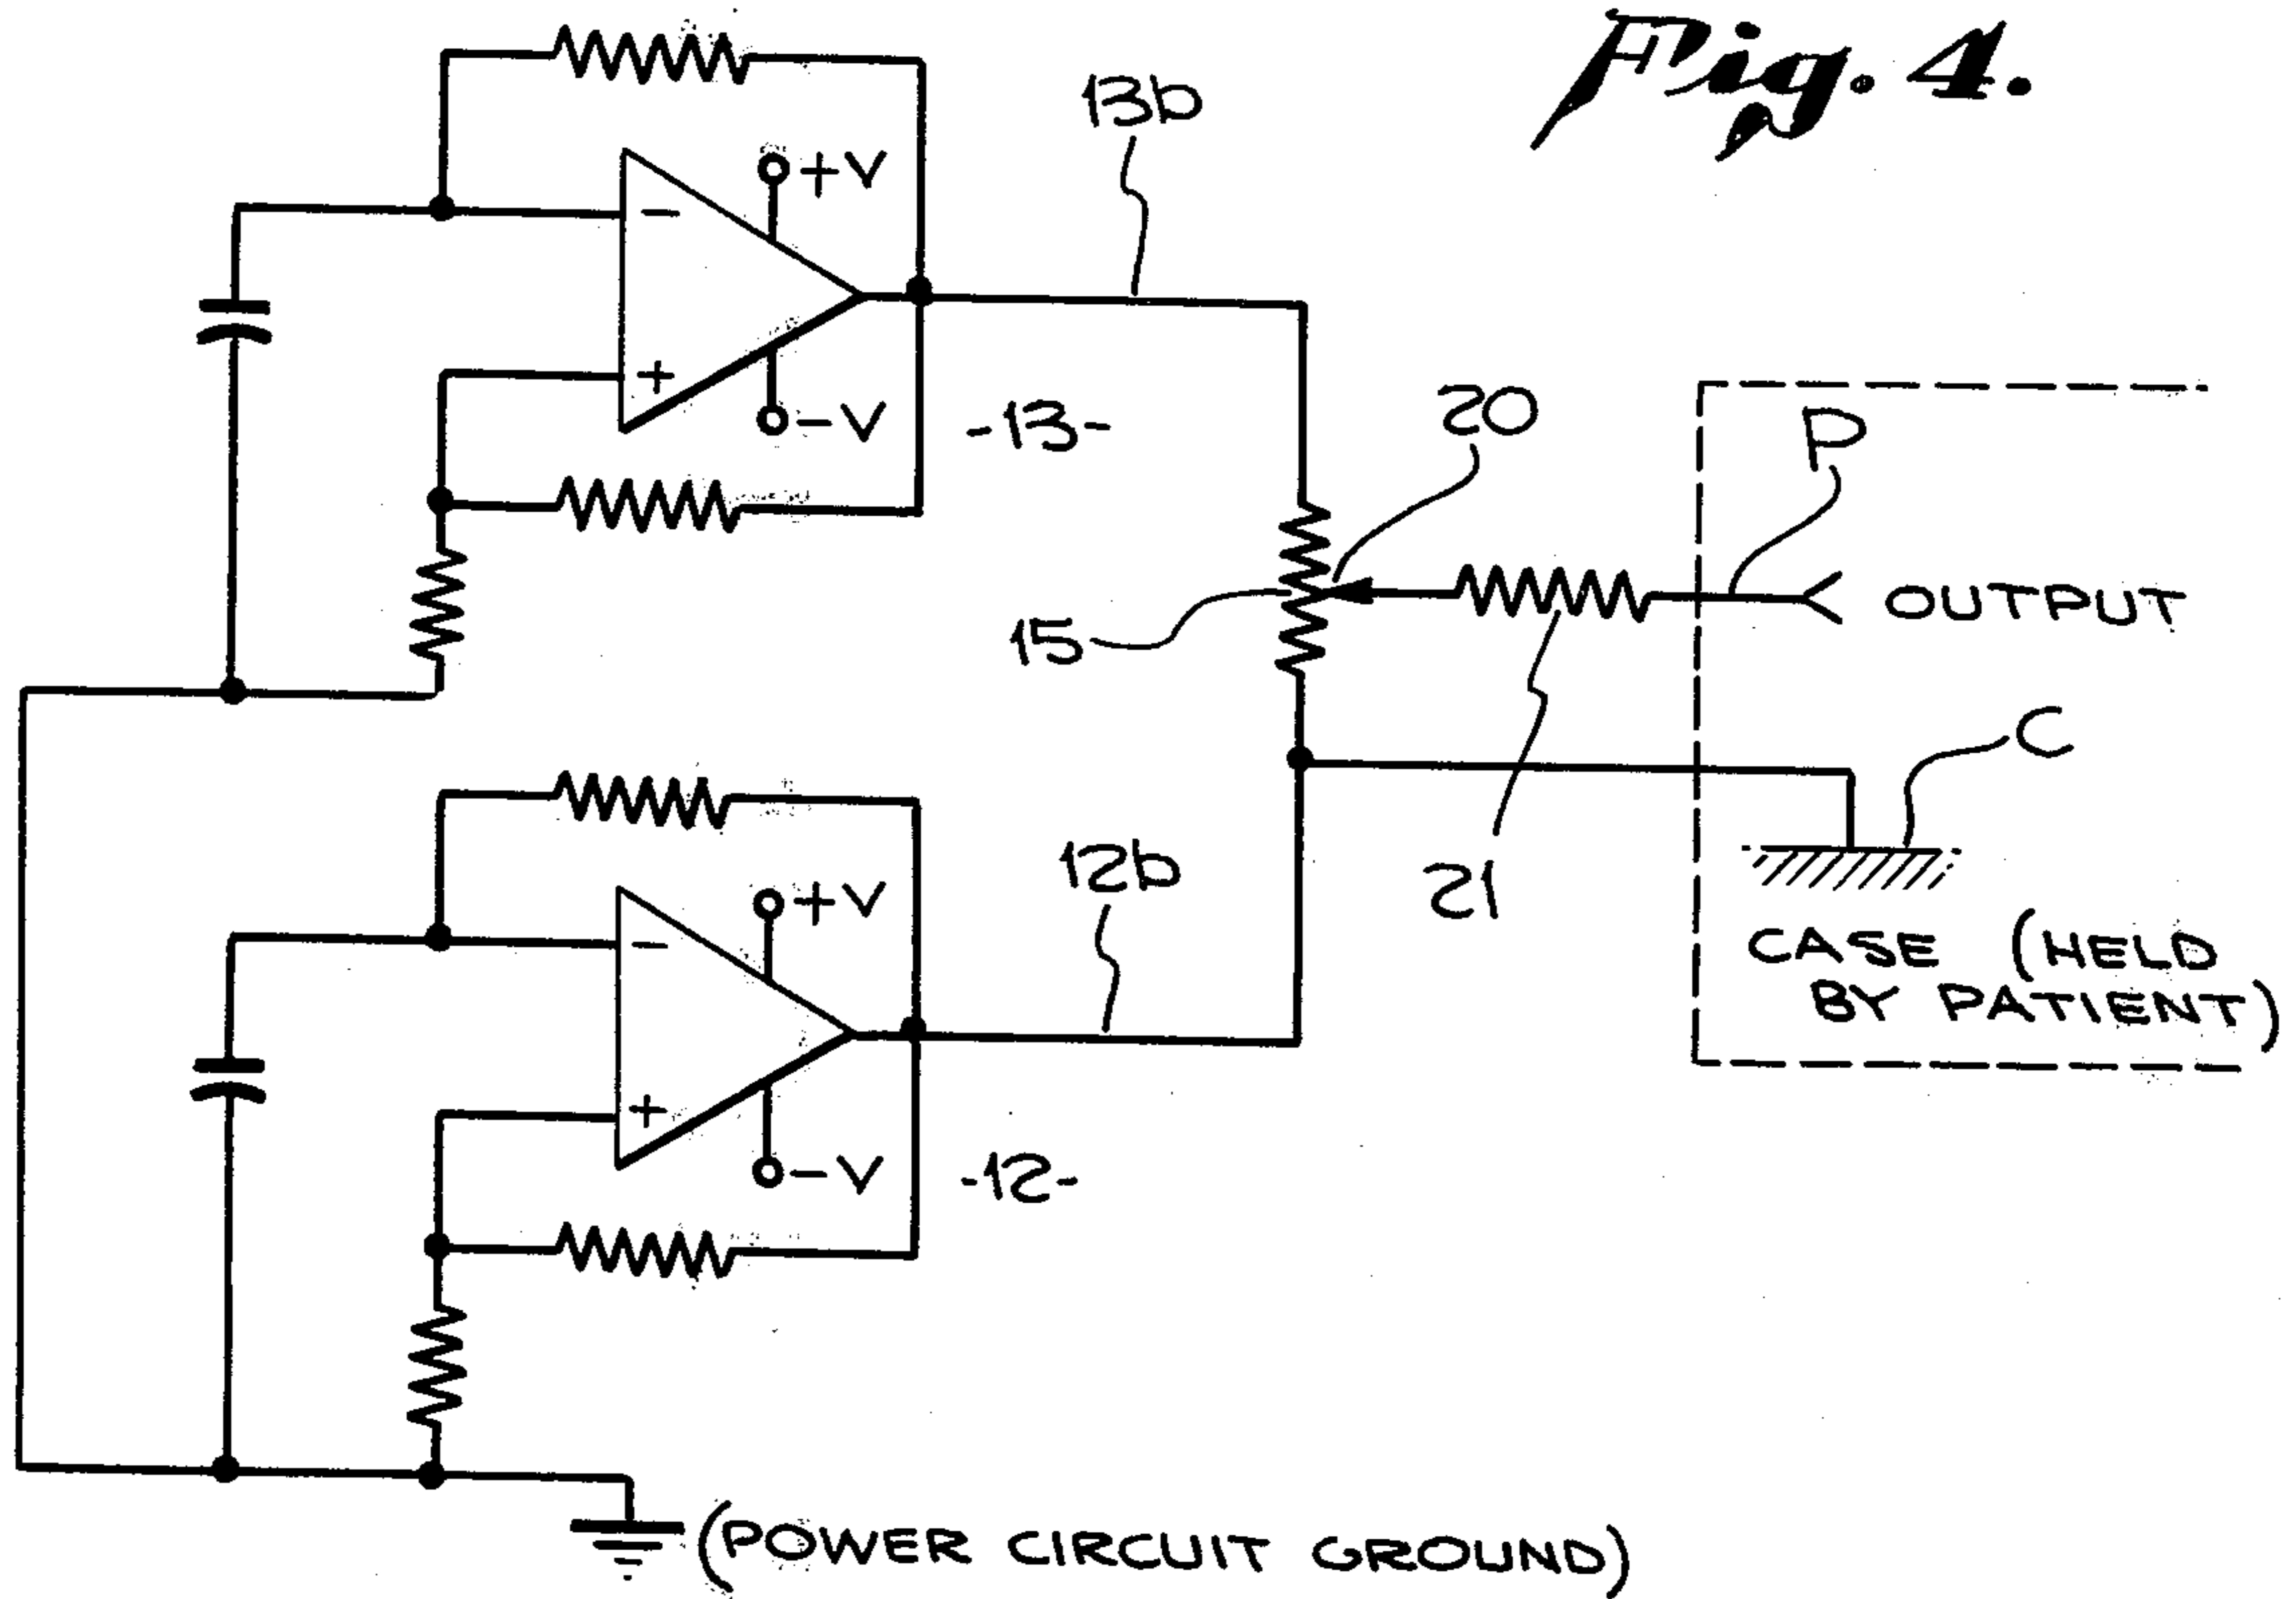 Fig. 4.
13b
+V
−
+
−V
-13-
20
P
15
OUTPUT
C
21
12b
+V
−
CASE (HELD
BY PATIENT)
+
−V
-12-
(POWER CIRCUIT GROUND)